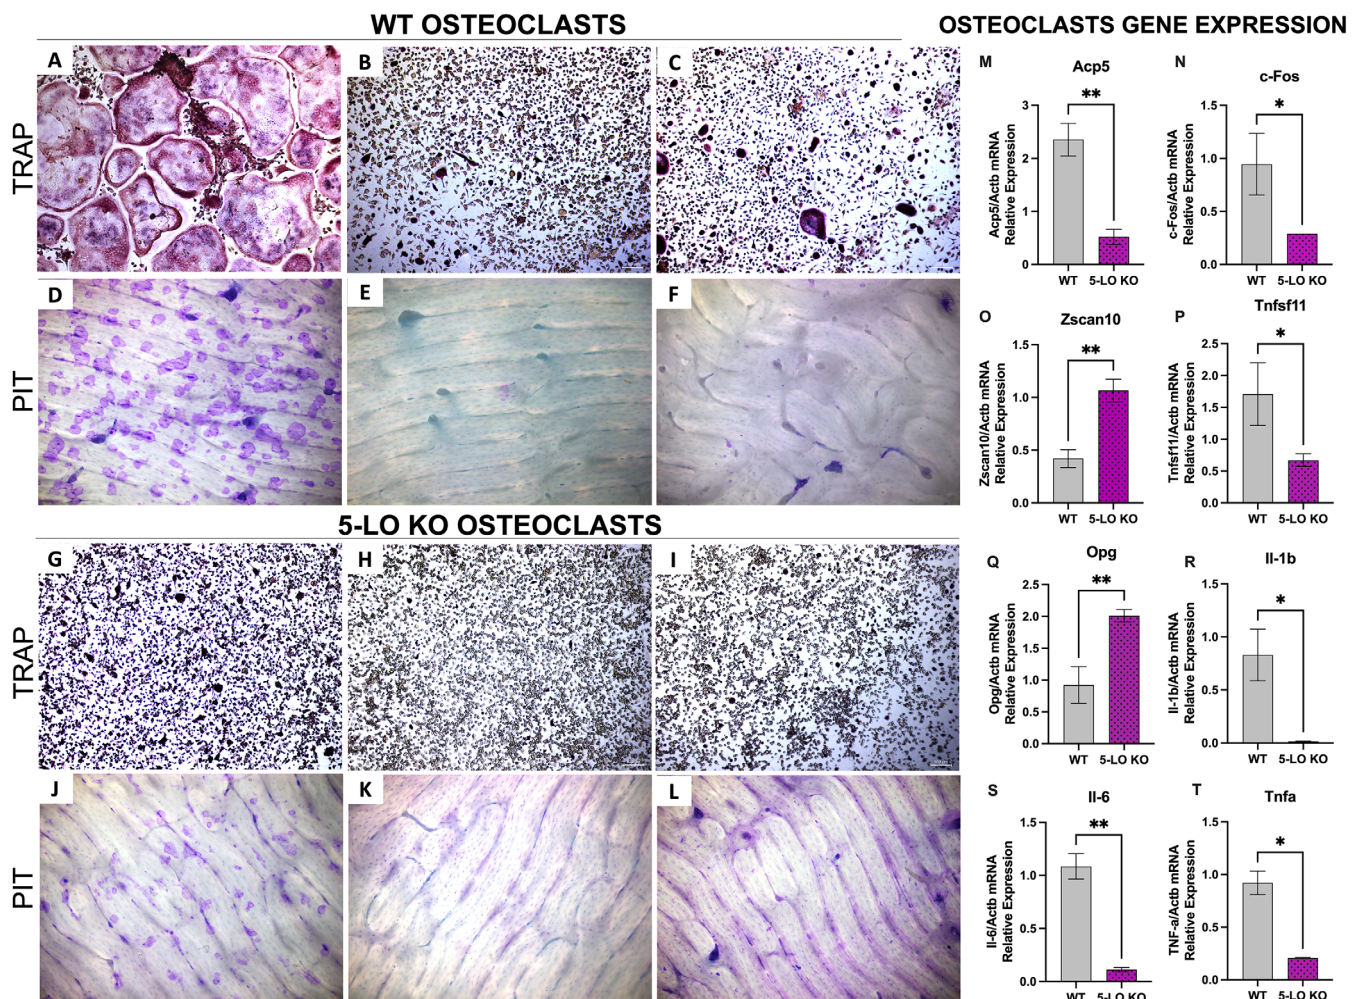 WT OSTEOCLASTS
OSTEOCLASTS GENE EXPRESSION
TRAP
A
B
C
PIT
D
E
F
5-LO KO OSTEOCLASTS
TRAP
G
H
I
PIT
J
K
L
M
Acp5
**
3
2
1
0
Acp5/Actb mRNA
Relative Expression
WT
5-LO KO
N
c-Fos
*
1.5
1.0
0.5
0.0
c-Fos/Actb mRNA
Relative Expression
WT
5-LO KO
O
Zscan10
**
1.5
1.0
0.5
0.0
Zscan10/Actb mRNA
Relative Expression
WT
5-LO KO
P
Tnfsf11
*
2.5
2.0
1.5
1.0
0.5
0.0
Tnfsf11/Actb mRNA
Relative Expression
WT
5-LO KO
Q
Opg
**
2.5
2.0
1.5
1.0
0.5
0.0
Opg/Actb mRNA
Relative Expression
WT
5-LO KO
R
Il-1b
*
1.5
1.0
0.5
0.0
Il-1b/Actb mRNA
Relative Expression
WT
5-LO KO
S
Il-6
**
1.5
1.0
0.5
0.0
Il-6/Actb mRNA
Relative Expression
WT
5-LO KO
T
Tnfa
*
1.5
1.0
0.5
0.0
TNF-a/Actb mRNA
Relative Expression
WT
5-LO KO